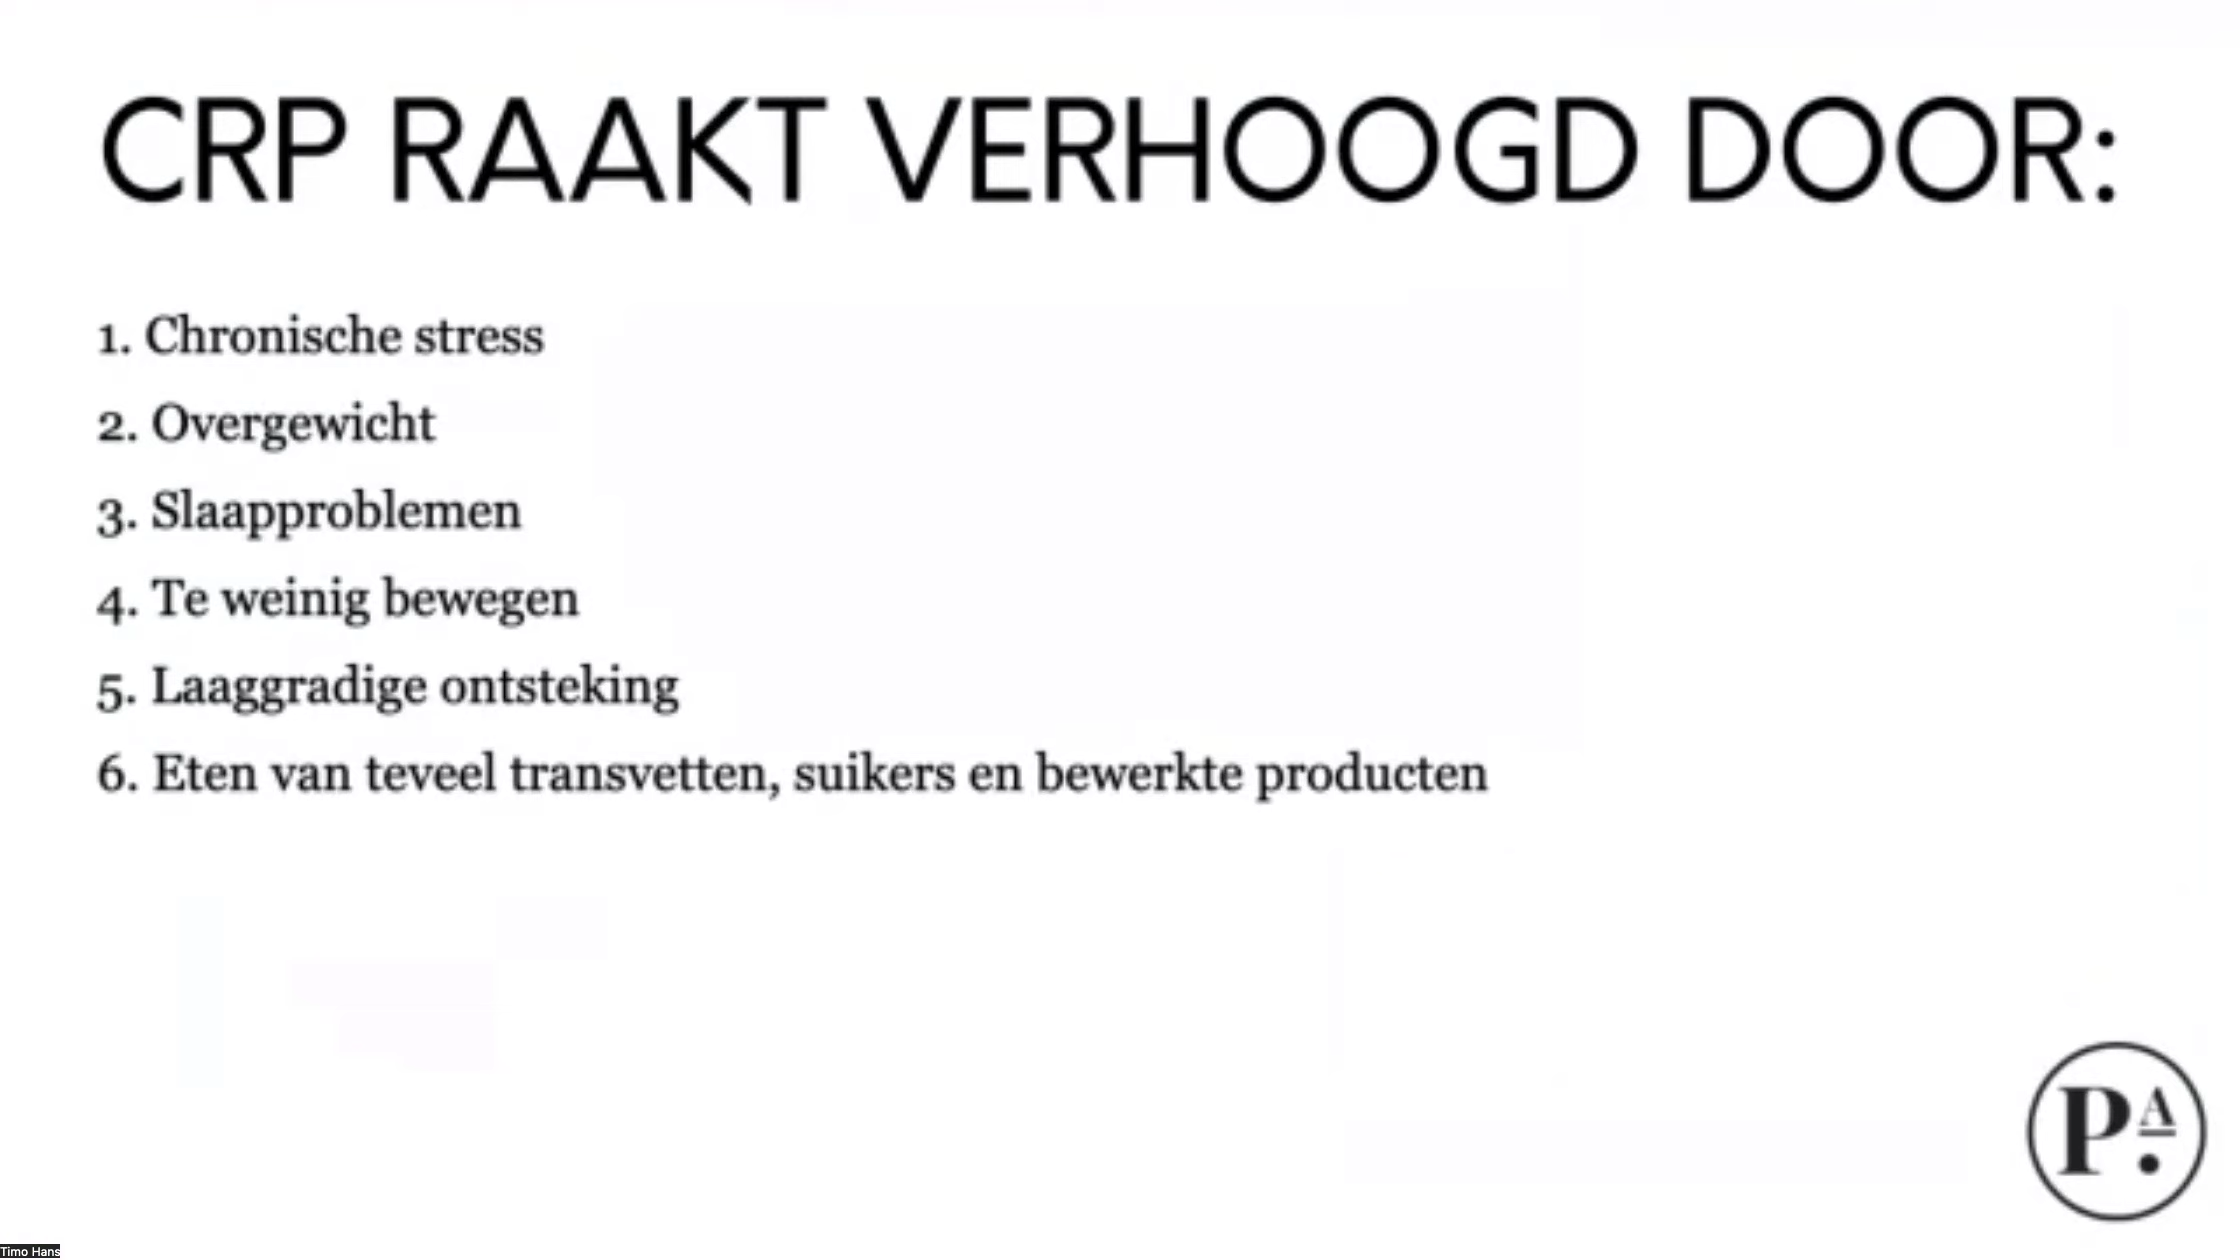 CRP RAAKT VERHOOGD DOOR:
1. Chronische stress
2. Overgewicht
3. Slaapproblemen
4. Te weinig bewegen
5. Laaggradige ontsteking
6. Eten van teveel transvetten, suikers en bewerkte producten
PA.
Timo Hans